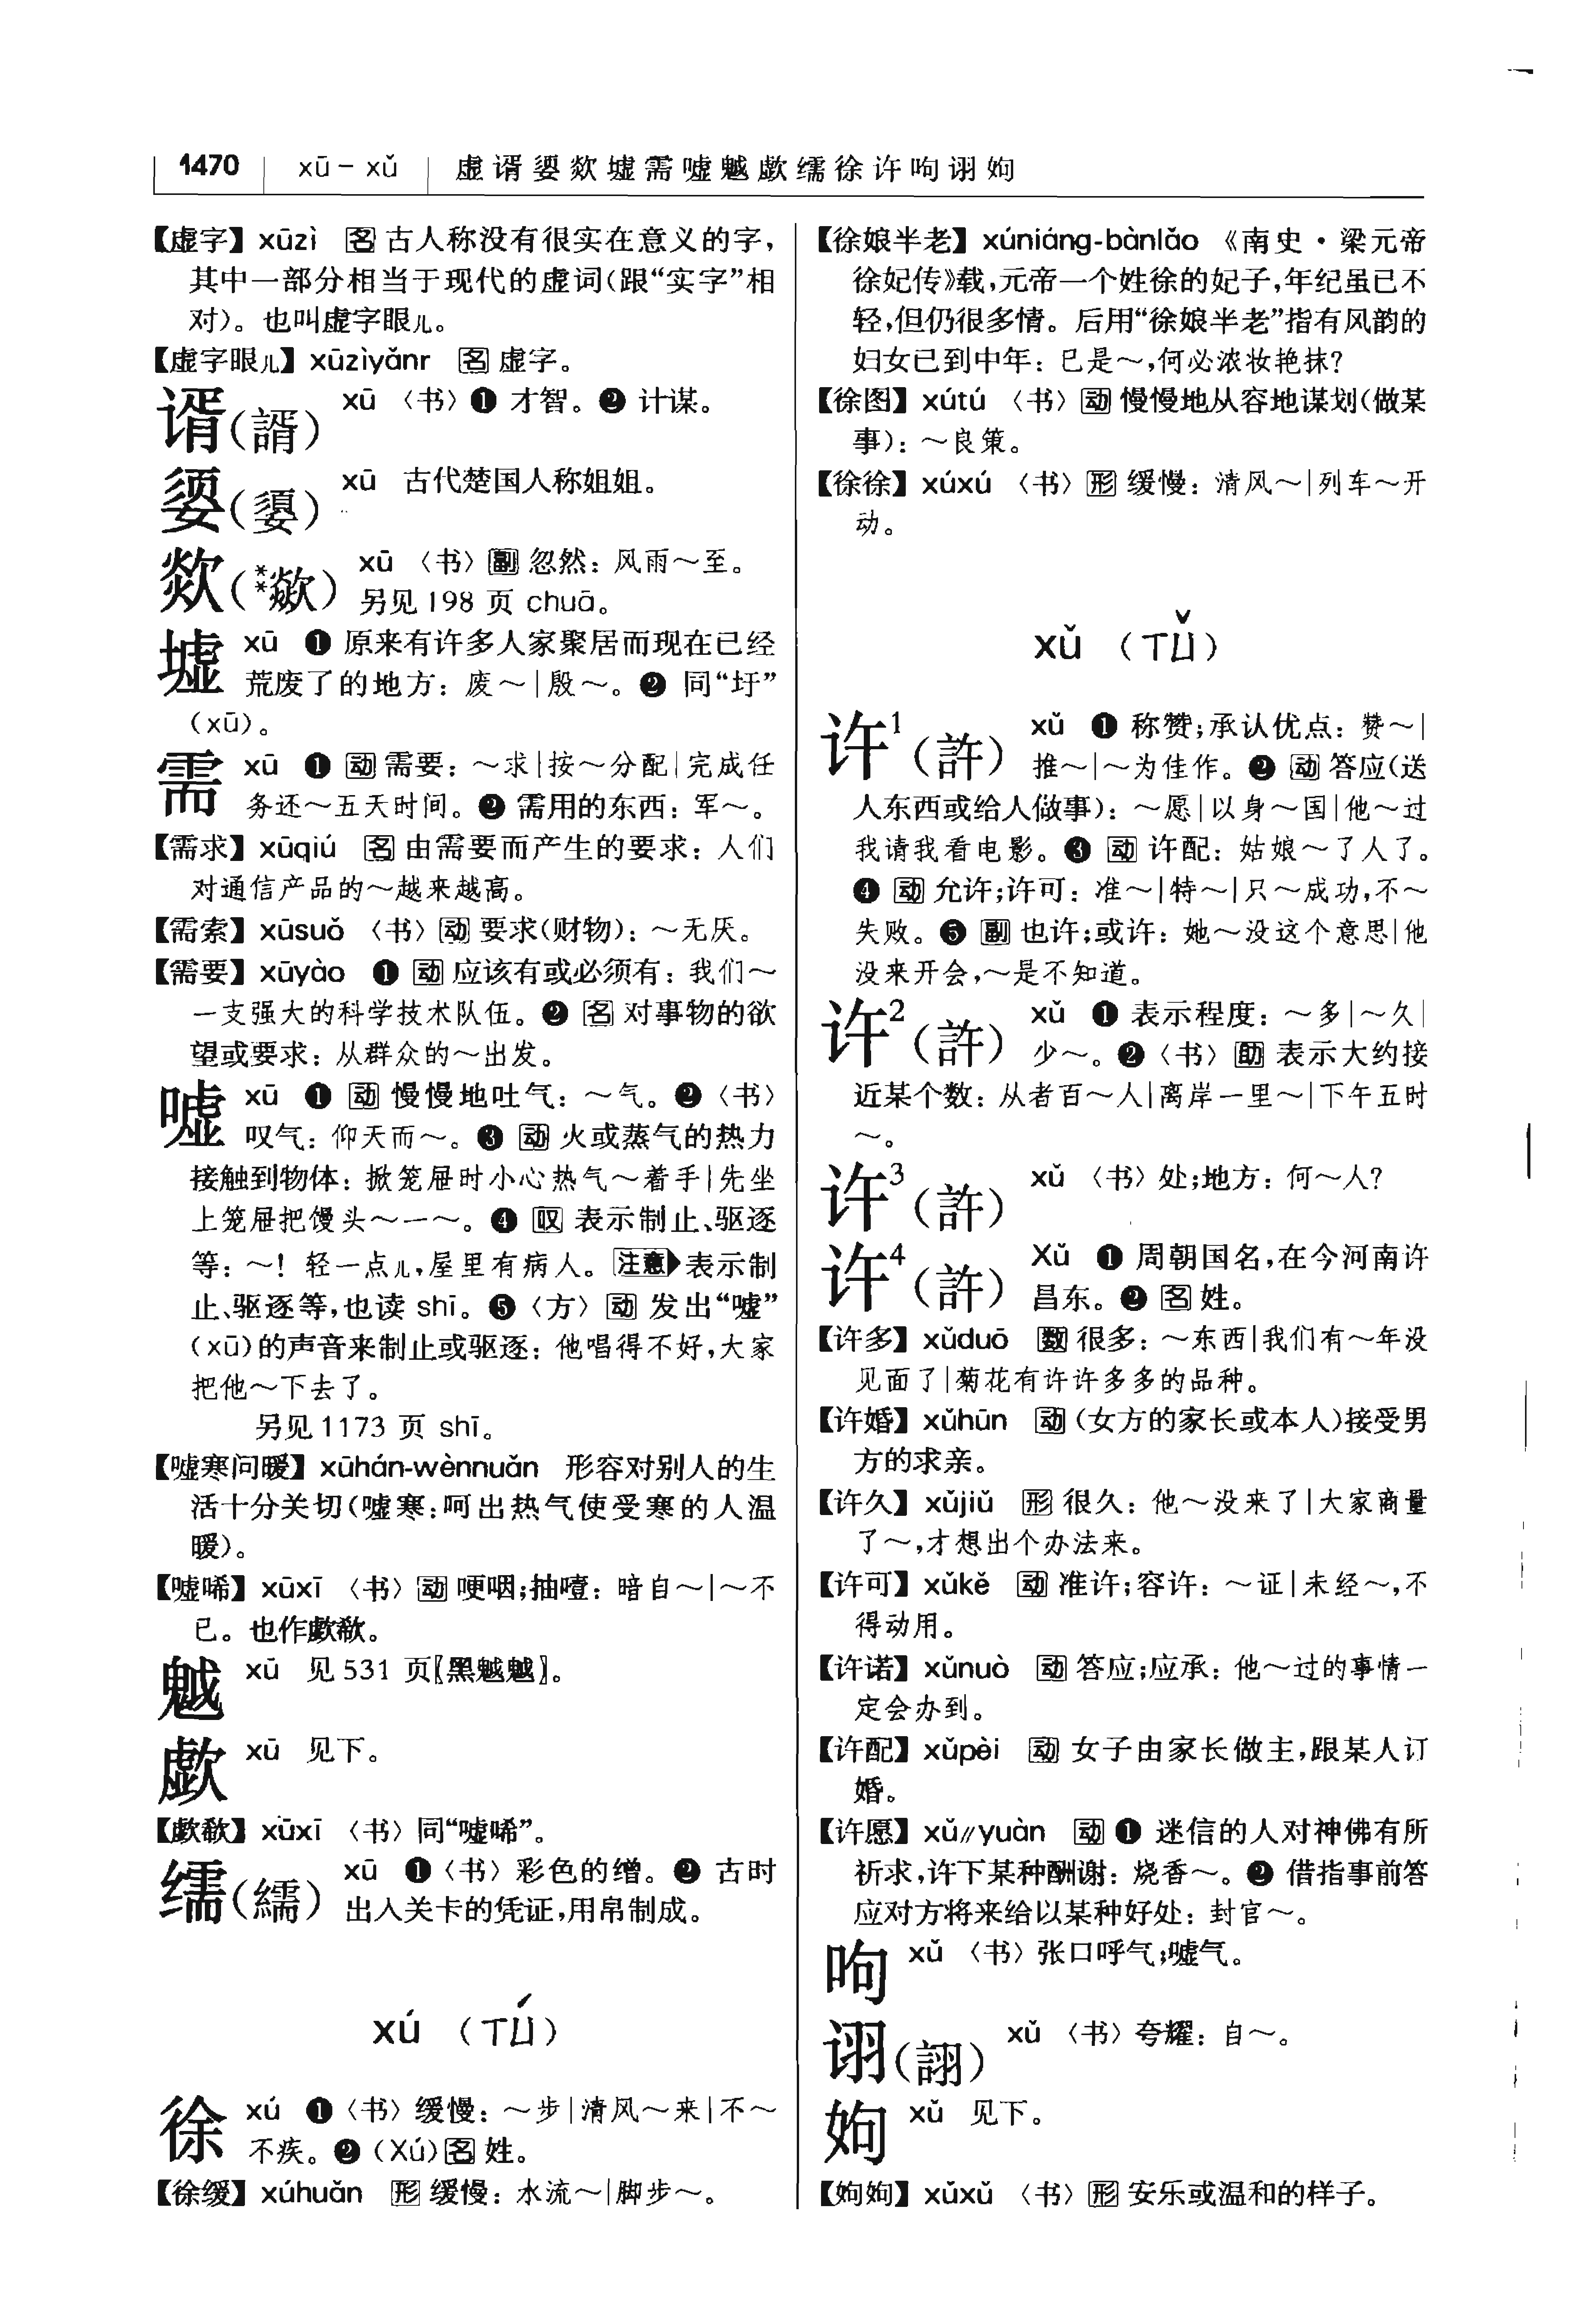 1470 xū – xǔ 虚谞媭欻墟需嘘魆歔𦈡徐许呴诩姁
【虚字】 xūzì 名 古人称没有很实在意义的字，
其中一部分相当于现代的虚词（跟“实字”相
对）。也叫虚字眼儿。
【虚字眼儿】 xūzìyǎnr 名 虚字。
谞（諝） xū 〈书〉❶ 才智。❷ 计谋。
媭（嬃） xū 古代楚国人称姐姐。
欻（**歘） xū 〈书〉副 忽然：风雨～至。
另见 198 页 chuā。
墟 xū ❶ 原来有许多人家聚居而现在已经
荒废了的地方：废～|殷～。❷ 同“圩”
（xū）。
需 xū ❶ 动 需要：～求|按～分配|完成任
务还～五天时间。❷ 需用的东西：军～。
【需求】 xūqiú 名 由需要而产生的要求：人们
对通信产品的～越来越高。
【需索】 xūsuǒ 〈书〉动 要求（财物）：～无厌。
【需要】 xūyào ❶ 动 应该有或必须有：我们～
一支强大的科学技术队伍。❷ 名 对事物的欲
望或要求：从群众的～出发。
嘘 xū ❶ 动 慢慢地吐气：～气。❷〈书〉
叹气：仰天而～。❸ 动 火或蒸气的热力
接触到物体：掀笼屉时小心热气～着手|先坐
上笼屉把馒头～一～。❹ 叹 表示制止、驱逐
等：～！轻一点儿，屋里有病人。注意▶表示制
止、驱逐等，也读 shī。❺〈方〉动 发出“嘘”
（xū）的声音来制止或驱逐：他唱得不好，大家
把他～下去了。
另见 1173 页 shī。
【嘘寒问暖】 xūhán-wènnuǎn 形容对别人的生
活十分关切（嘘寒：呵出热气使受寒的人温
暖）。
【嘘唏】 xūxī 〈书〉动 哽咽；抽噎：暗自～|～不
已。也作歔欷。
魆 xū 见 531 页〖黑魆魆〗。
歔 xū 见下。
【歔欷】 xūxī 〈书〉同“嘘唏”。
𦈡（繻） xū ❶〈书〉彩色的缯。❷ 古时
出入关卡的凭证，用帛制成。
xú （ㄒㄩˊ）
徐 xú ❶〈书〉缓慢：～步|清风～来|不～
不疾。❷（Xú）名 姓。
【徐缓】 xúhuǎn 形 缓慢：水流～|脚步～。
【徐娘半老】 xúniáng-bànlǎo 《南史·梁元帝
徐妃传》载，元帝一个姓徐的妃子，年纪虽已不
轻，但仍很多情。后用“徐娘半老”指有风韵的
妇女已到中年：已是～，何必浓妆艳抹？
【徐图】 xútú 〈书〉动 慢慢地从容地谋划（做某
事）：～良策。
【徐徐】 xúxú 〈书〉形 缓慢：清风～|列车～开
动。
xǔ （ㄒㄩˇ）
许¹（許） xǔ ❶ 称赞；承认优点：赞～|
推～|～为佳作。❷ 动 答应（送
人东西或给人做事）：～愿|以身～国|他～过
我请我看电影。❸ 动 许配：姑娘～了人了。
❹ 动 允许；许可：准～|特～|只～成功，不～
失败。❺ 副 也许；或许：她～没这个意思|他
没来开会，～是不知道。
许²（許） xǔ ❶ 表示程度：～多|～久|
少～。❷〈书〉助 表示大约接
近某个数：从者百～人|离岸一里～|下午五时
～。
许³（許） xǔ 〈书〉处；地方：何～人？
许⁴（許） Xǔ ❶ 周朝国名，在今河南许
昌东。❷ 名 姓。
【许多】 xǔduō 数 很多：～东西|我们有～年没
见面了|菊花有许许多多的品种。
【许婚】 xǔhūn 动 （女方的家长或本人）接受男
方的求亲。
【许久】 xǔjiǔ 形 很久：他～没来了|大家商量
了～，才想出个办法来。
【许可】 xǔkě 动 准许；容许：～证|未经～，不
得动用。
【许诺】 xǔnuò 动 答应；应承：他～过的事情一
定会办到。
【许配】 xǔpèi 动 女子由家长做主，跟某人订
婚。
【许愿】 xǔ//yuàn 动 ❶ 迷信的人对神佛有所
祈求，许下某种酬谢：烧香～。❷ 借指事前答
应对方将来给以某种好处：封官～。
呴 xǔ 〈书〉张口呼气；嘘气。
诩（詡） xǔ 〈书〉夸耀：自～。
姁 xǔ 见下。
【姁姁】 xǔxǔ 〈书〉形 安乐或温和的样子。